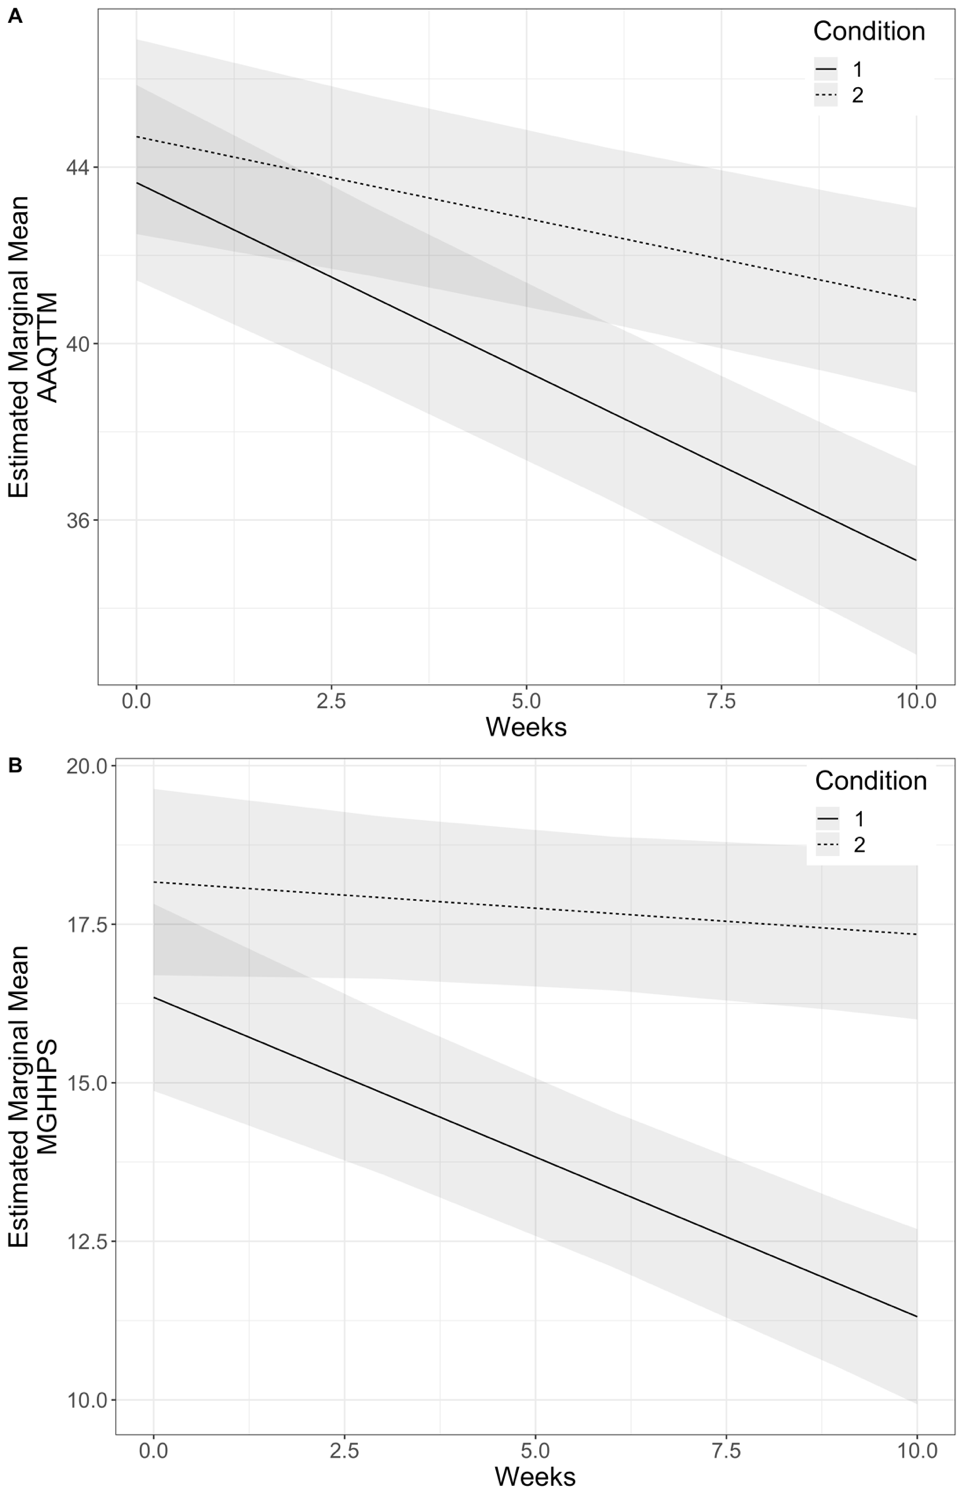 A
Estimated Marginal Mean
AAQTTM
44
40
36
Condition
1
2
0.0 2.5 5.0 7.5 10.0
Weeks
B
Estimated Marginal Mean
MGHHPS
20.0
17.5
15.0
12.5
10.0
Condition
1
2
0.0 2.5 5.0 7.5 10.0
Weeks